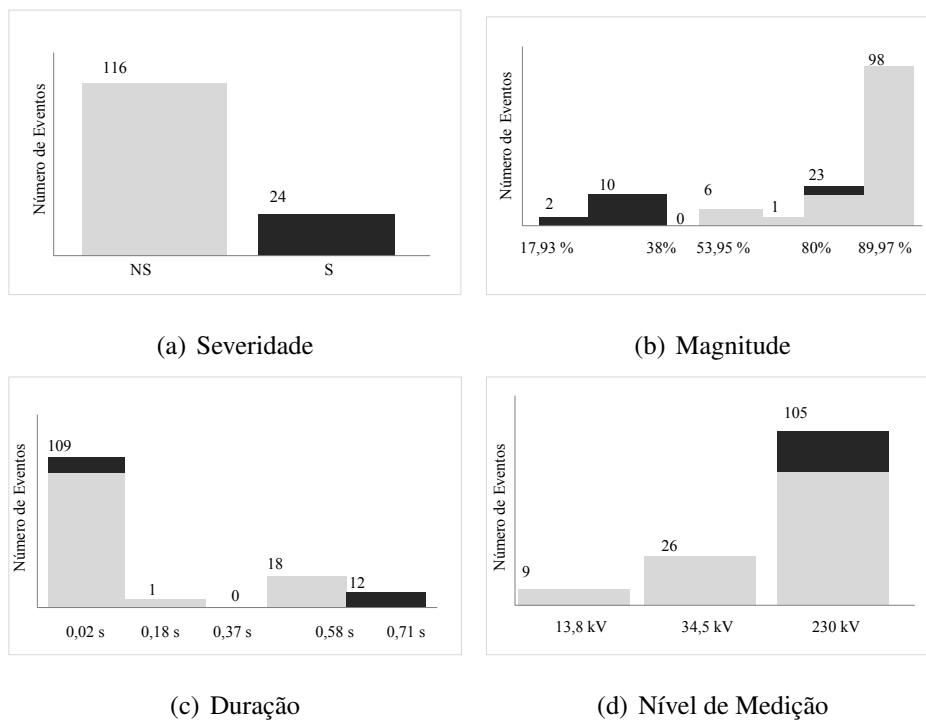 Número de Eventos
116
24
NS
S
(a) Severidade
Número de Eventos
2
10
0
6
1
23
98
17,93 %
38%
53,95 %
80%
89,97 %
(b) Magnitude
Número de Eventos
109
1
0
18
12
0,02 s
0,18 s
0,37 s
0,58 s
0,71 s
(c) Duração
Número de Eventos
9
26
105
13,8 kV
34,5 kV
230 kV
(d) Nível de Medição